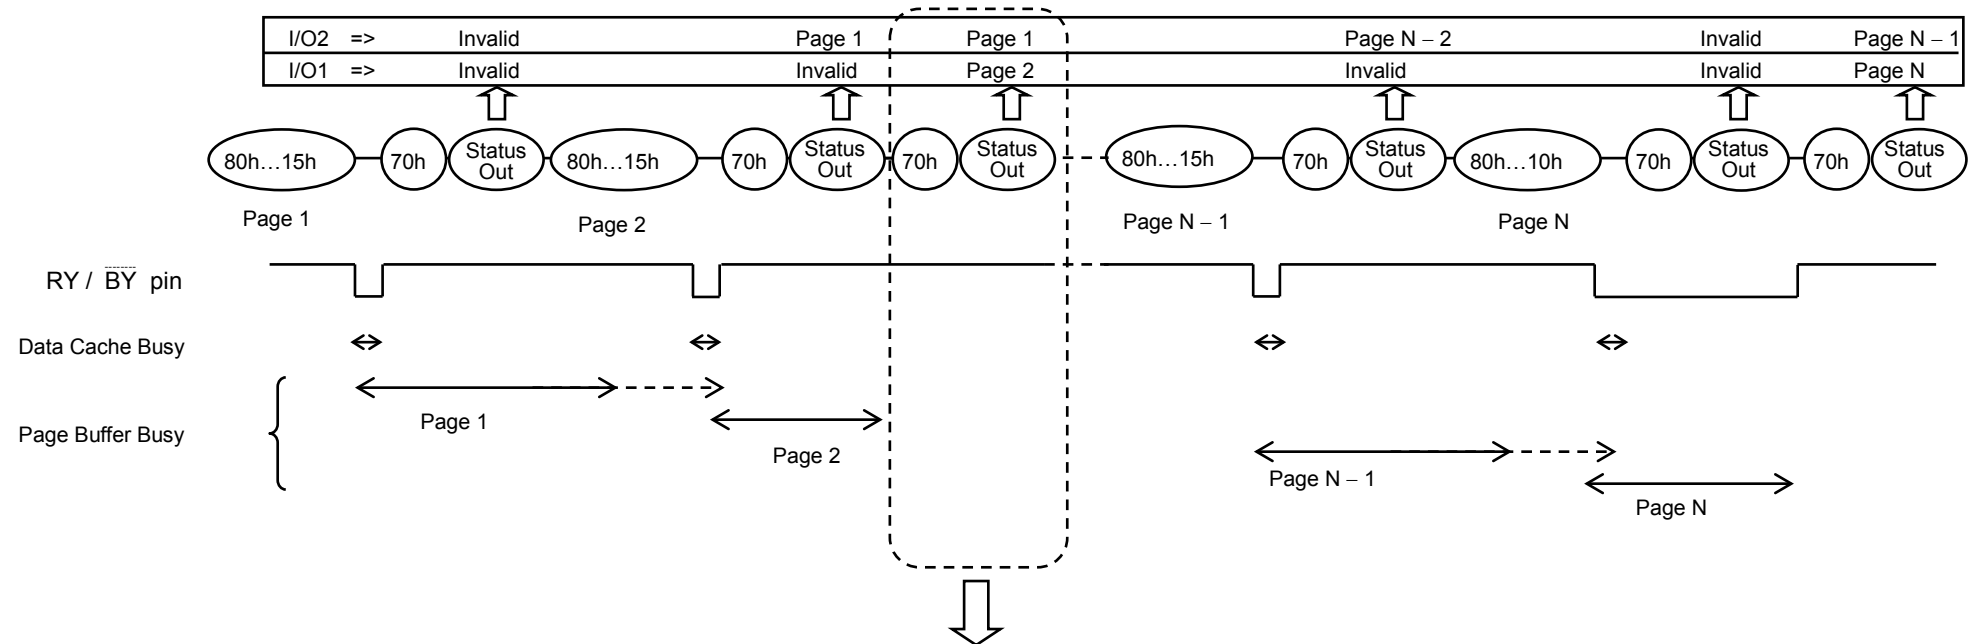 I/O2 => Invalid Page 1 Page 1 Page N – 2 Invalid Page N – 1
I/O1 => Invalid Invalid Page 2 Invalid Invalid Page N
80h…15h 70h Status Out 80h…15h 70h Status Out 70h Status Out 80h…15h 70h Status Out 80h…10h 70h Status Out 70h Status Out
Page 1 Page 2 Page N – 1 Page N
RY / BY pin
Data Cache Busy
Page 1
Page Buffer Busy
Page 2
Page N – 1
Page N